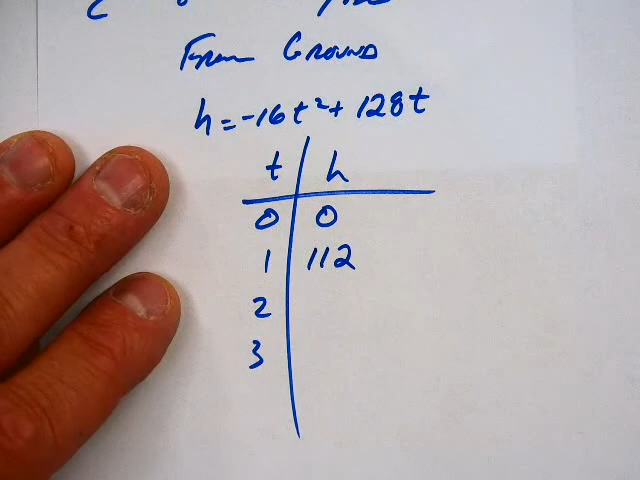 From Ground
h = -16t² + 128t
t h
0 0
1 112
2
3